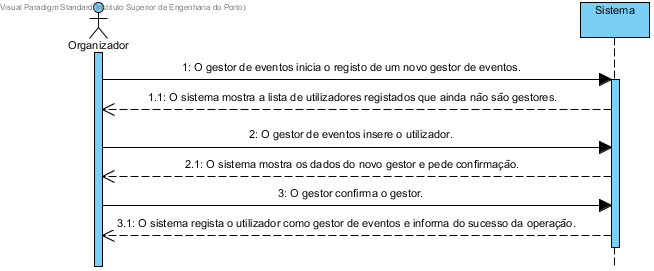 Visual Paradigm Standard(Instituto Superior de Engenharia do Porto)
Sistema
Organizador
1: O gestor de eventos inicia o registo de um novo gestor de eventos.
1.1: O sistema mostra a lista de utilizadores registados que ainda não são gestores.
2: O gestor de eventos insere o utilizador.
2.1: O sistema mostra os dados do novo gestor e pede confirmação.
3: O gestor confirma o gestor.
3.1: O sistema regista o utilizador como gestor de eventos e informa do sucesso da operação.